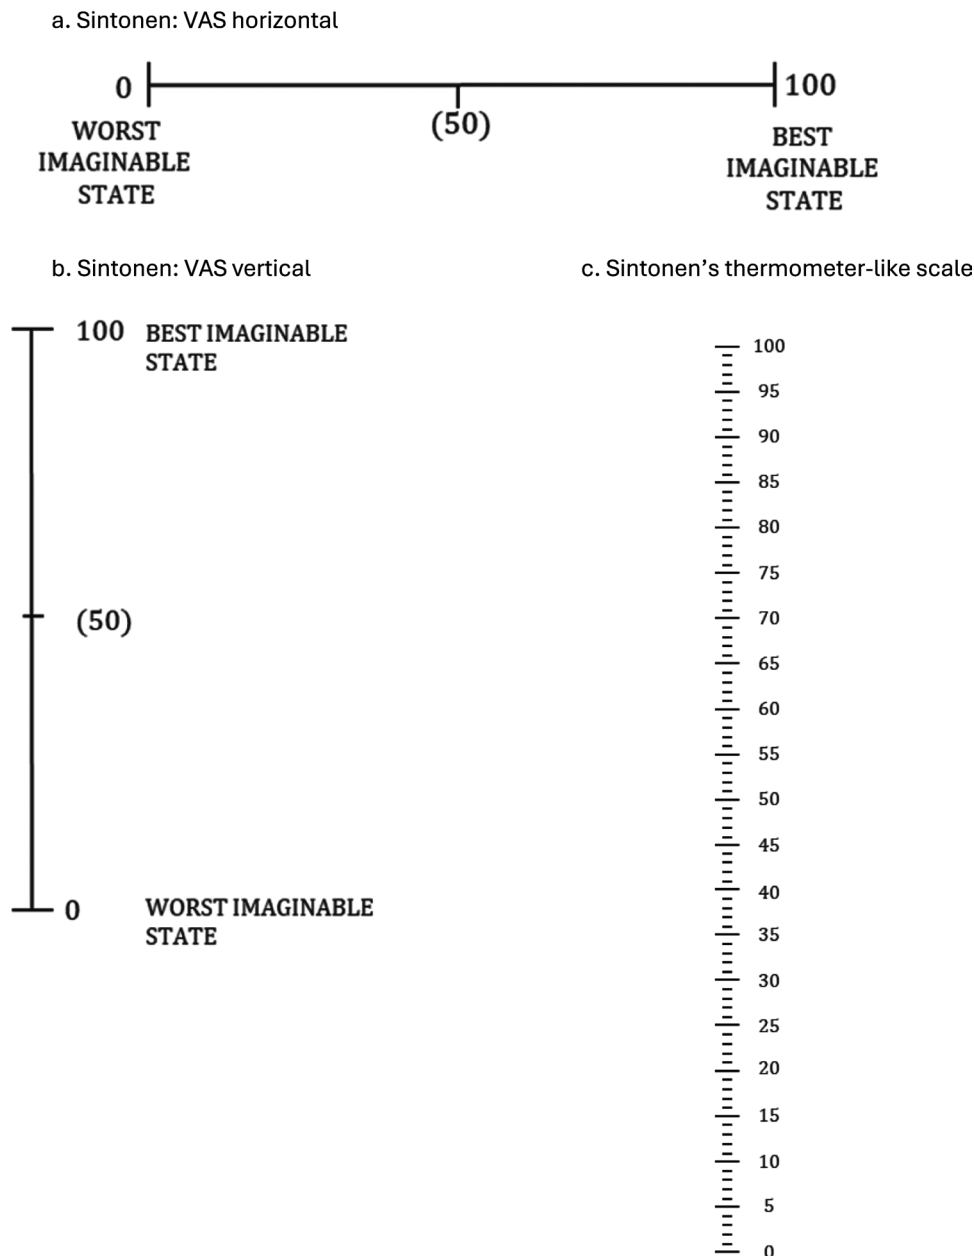 a. Sintonen: VAS horizontal
0
100
(50)
WORST
IMAGINABLE
STATE
BEST
IMAGINABLE
STATE
b. Sintonen: VAS vertical
100 BEST IMAGINABLE
STATE
(50)
0 WORST IMAGINABLE
STATE
c. Sintonen’s thermometer-like scale
100
95
90
85
80
75
70
65
60
55
50
45
40
35
30
25
20
15
10
5
0